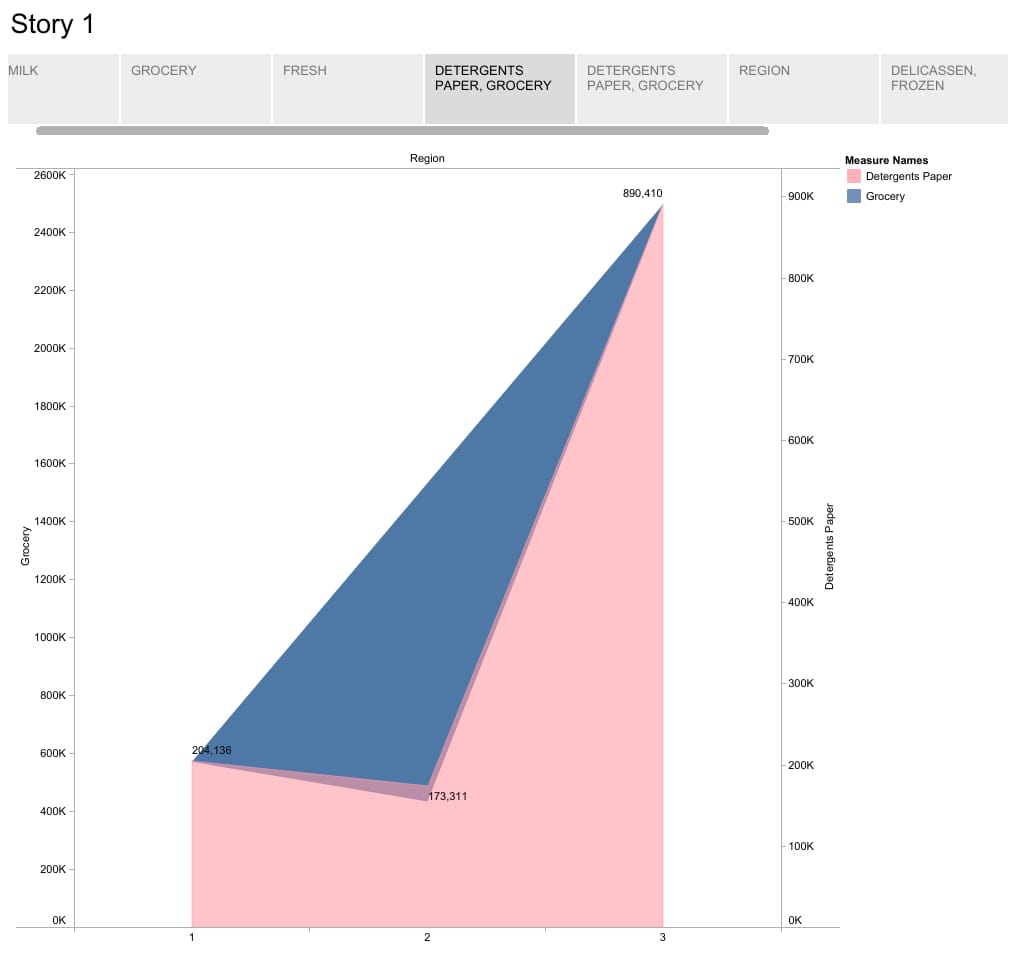 Story 1
MILK
GROCERY
FRESH
DETERGENTS
PAPER, GROCERY
DETERGENTS
PAPER, GROCERY
REGION
DELICASSEN,
FROZEN
Region
Measure Names
Detergents Paper
Grocery
2600K
2400K
2200K
2000K
1800K
1600K
1400K
1200K
1000K
800K
600K
400K
200K
0K
Grocery
890,410
204,136
173,311
900K
800K
700K
600K
500K
400K
300K
200K
100K
0K
Detergents Paper
1
2
3